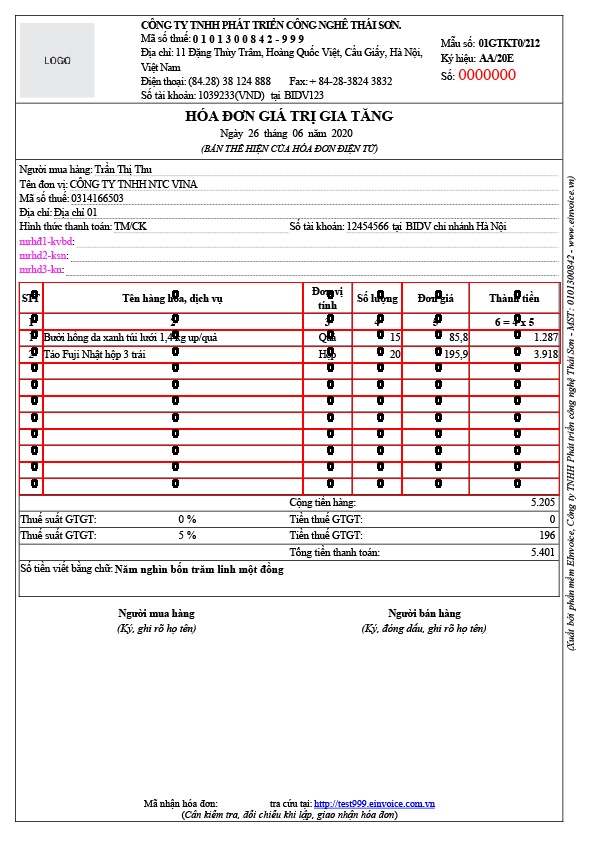 LOGO
CÔNG TY TNHH PHÁT TRIỂN CÔNG NGHỆ THÁI SƠN.
Mã số thuế: 0 1 0 1 3 0 0 8 4 2 - 9 9 9
Địa chỉ: 11 Đặng Thùy Trâm, Hoàng Quốc Việt, Cầu Giấy, Hà Nội,
Việt Nam
Điện thoại: (84.28) 38 124 888 Fax: + 84-28-3824 3832
Số tài khoản: 1039233(VND) tại BIDV123
Mẫu số: 01GTKT0/212
Ký hiệu: AA/20E
Số: 0000000
HÓA ĐƠN GIÁ TRỊ GIA TĂNG
Ngày 26 tháng 06 năm 2020
(BẢN THỂ HIỆN CỦA HÓA ĐƠN ĐIỆN TỬ)
Người mua hàng: Trần Thị Thu
Tên đơn vị: CÔNG TY TNHH NTC VINA
Mã số thuế: 0314166503
Địa chỉ: Địa chỉ 01
Hình thức thanh toán: TM/CK Số tài khoản: 12454566 tại BIDV chi nhánh Hà Nội
mrhđ1-kvbd:
mrhđ2-ksn:
mrhd3-kn:
STT Tên hàng hóa, dịch vụ Đơn vị tính Số lượng Đơn giá Thành tiền
1 2 3 4 5 6 = 4 x 5
1 Bưởi hồng da xanh túi lưới 1,4 kg up/quả Quả 15 85,8 1.287
2 Táo Fuji Nhật hộp 3 trái Hộp 20 195,9 3.918
0 0 0 0 0 0
0 0 0 0 0 0
0 0 0 0 0 0
0 0 0 0 0 0
0 0 0 0 0 0
0 0 0 0 0 0
0 0 0 0 0 0
0 0 0 0 0 0
Cộng tiền hàng: 5.205
Thuế suất GTGT: 0 % Tiền thuế GTGT: 0
Thuế suất GTGT: 5 % Tiền thuế GTGT: 196
Tổng tiền thanh toán: 5.401
Số tiền viết bằng chữ: Năm nghìn bốn trăm linh một đồng
Người mua hàng Người bán hàng
(Ký, ghi rõ họ tên) (Ký, đóng dấu, ghi rõ họ tên)
Mã nhận hóa đơn: tra cứu tại: http://test999.einvoice.com.vn
(Cần kiểm tra, đối chiếu khi lập, giao nhận hóa đơn)
(Xuất bởi phần mềm EInvoice, Công ty TNHH Phát triển công nghệ Thái Sơn - MST: 0101300842 - www.einvoice.vn)